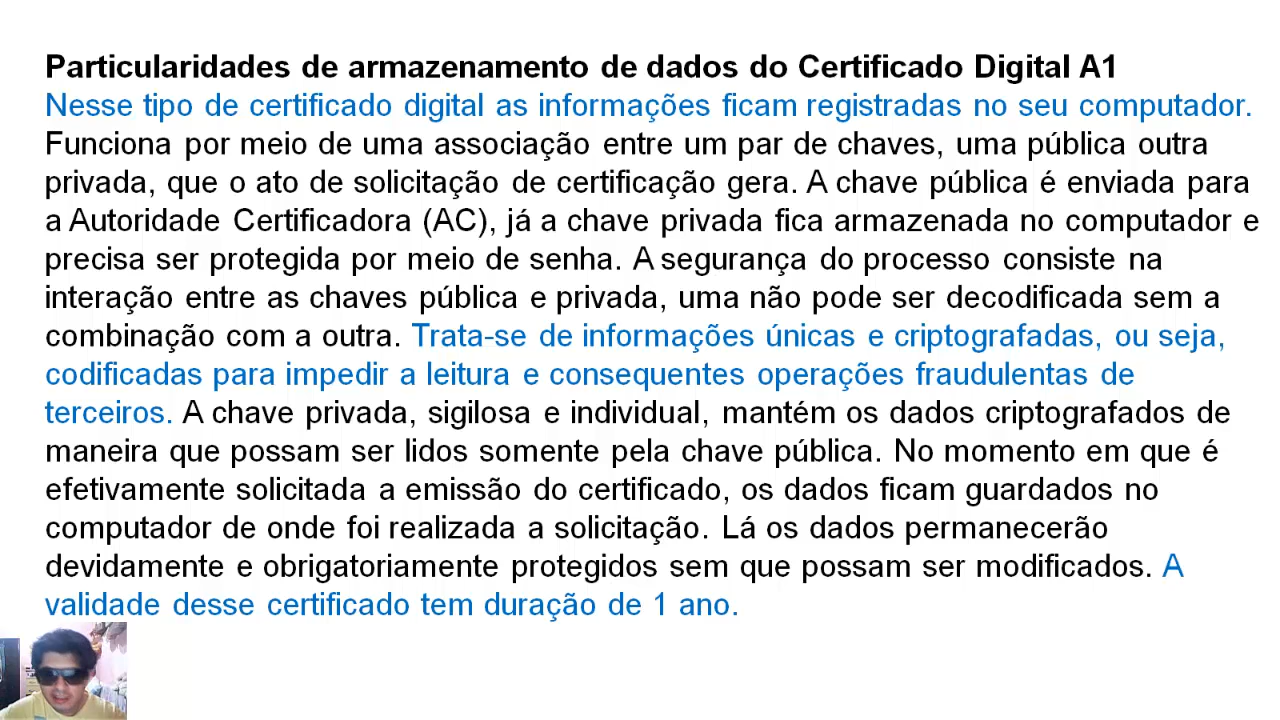 Particularidades de armazenamento de dados do Certificado Digital A1
Nesse tipo de certificado digital as informações ficam registradas no seu computador.
Funciona por meio de uma associação entre um par de chaves, uma pública outra
privada, que o ato de solicitação de certificação gera. A chave pública é enviada para
a Autoridade Certificadora (AC), já a chave privada fica armazenada no computador e
precisa ser protegida por meio de senha. A segurança do processo consiste na
interação entre as chaves pública e privada, uma não pode ser decodificada sem a
combinação com a outra. Trata-se de informações únicas e criptografadas, ou seja,
codificadas para impedir a leitura e consequentes operações fraudulentas de
terceiros. A chave privada, sigilosa e individual, mantém os dados criptografados de
maneira que possam ser lidos somente pela chave pública. No momento em que é
efetivamente solicitada a emissão do certificado, os dados ficam guardados no
computador de onde foi realizada a solicitação. Lá os dados permanecerão
devidamente e obrigatoriamente protegidos sem que possam ser modificados. A
validade desse certificado tem duração de 1 ano.